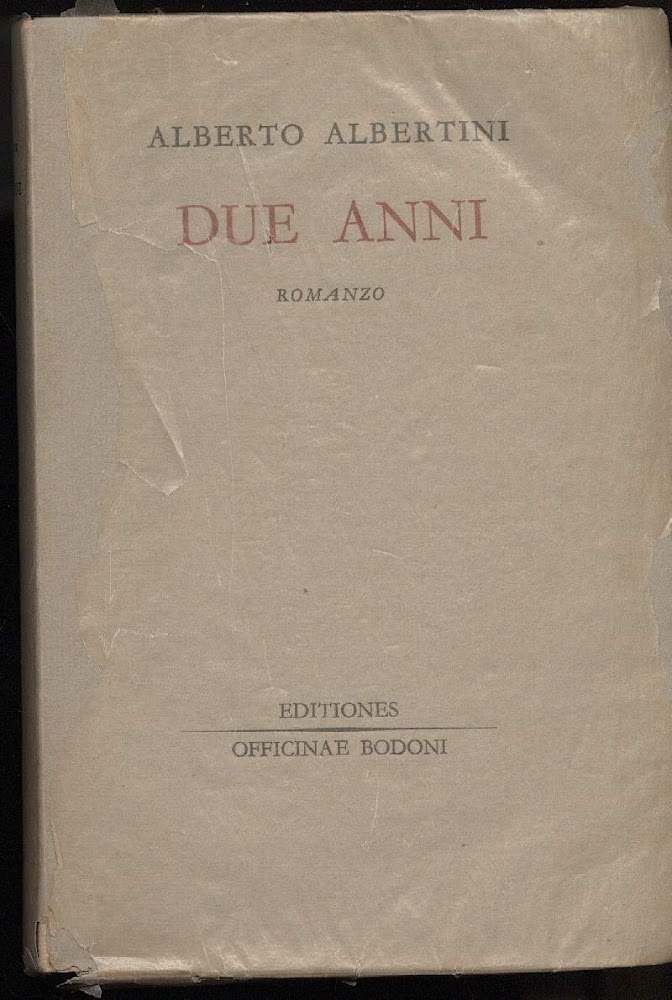 ALBERTO ALBERTINI
DUE ANNI
ROMANZO
EDITIONES
OFFICINAE BODONI